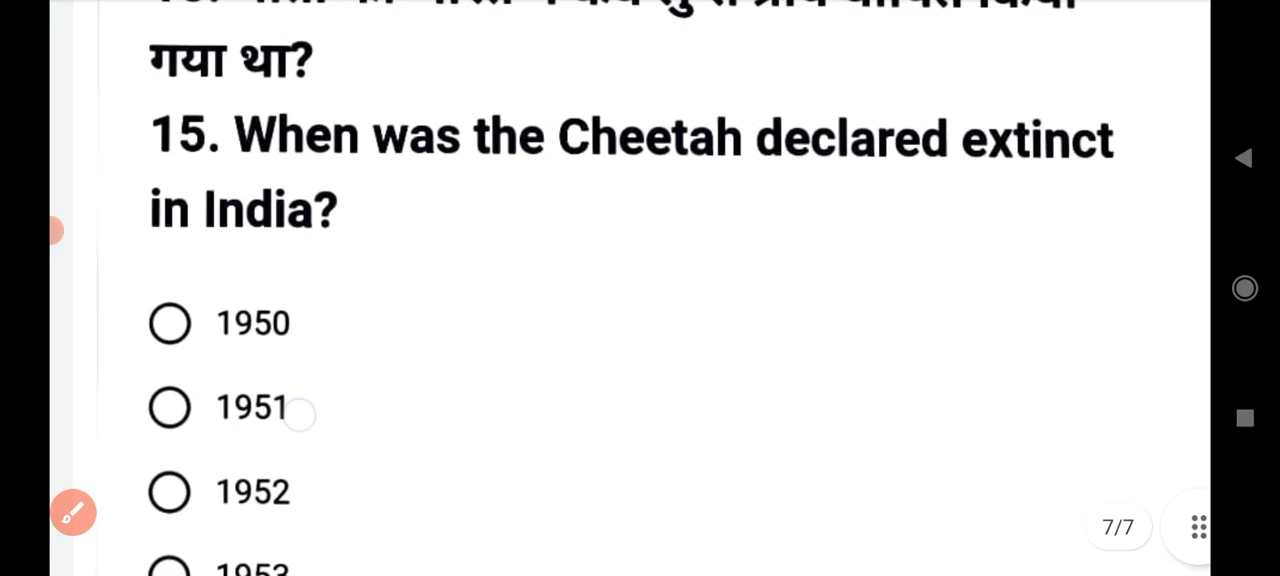 गया था?
15. When was the Cheetah declared extinct
in India?
1950
1951
1952
1953
7/7